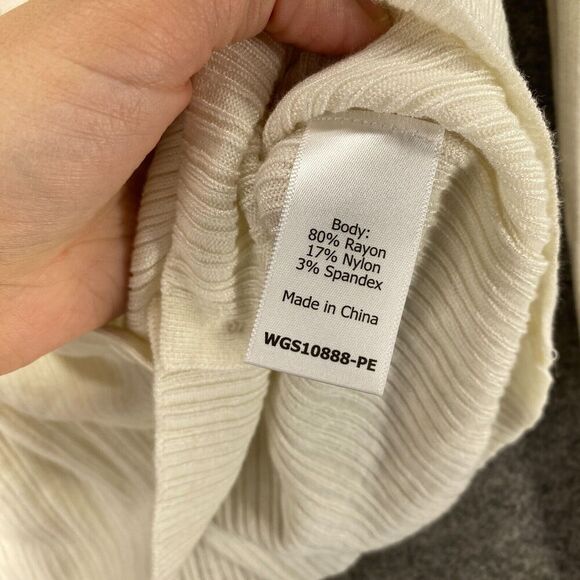 Body:
80% Rayon
17% Nylon
3% Spandex
Made in China
WGS10888-PE